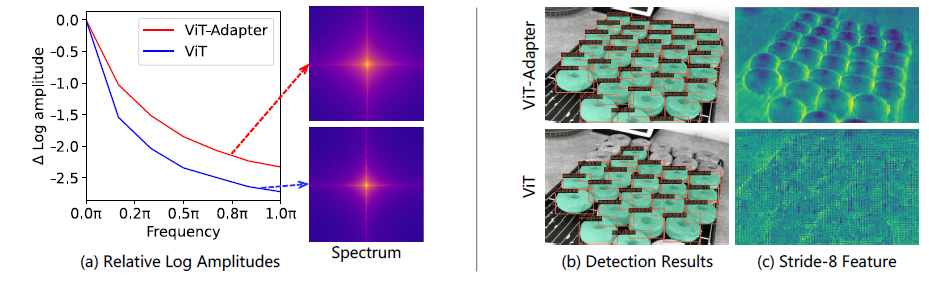 ViT-Adapter
ViT
0.0
-0.5
-1.0
-1.5
-2.0
-2.5
Δ Log amplitude
0.0π 0.2π 0.5π 0.8π 1.0π
Frequency
Spectrum
(a) Relative Log Amplitudes
ViT-Adapter
ViT
(b) Detection Results
(c) Stride-8 Feature